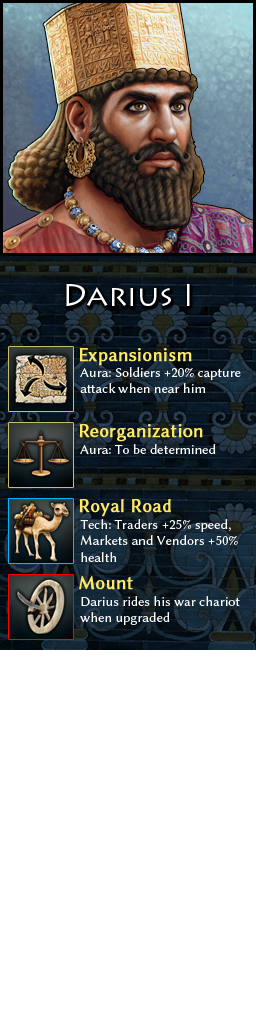 Darius I
Expansionism
Aura: Soldiers +20% capture
attack when near him
Reorganization
Aura: To be determined
Royal Road
Tech: Traders +25% speed,
Markets and Vendors +50%
health
Mount
Darius rides his war chariot
when upgraded